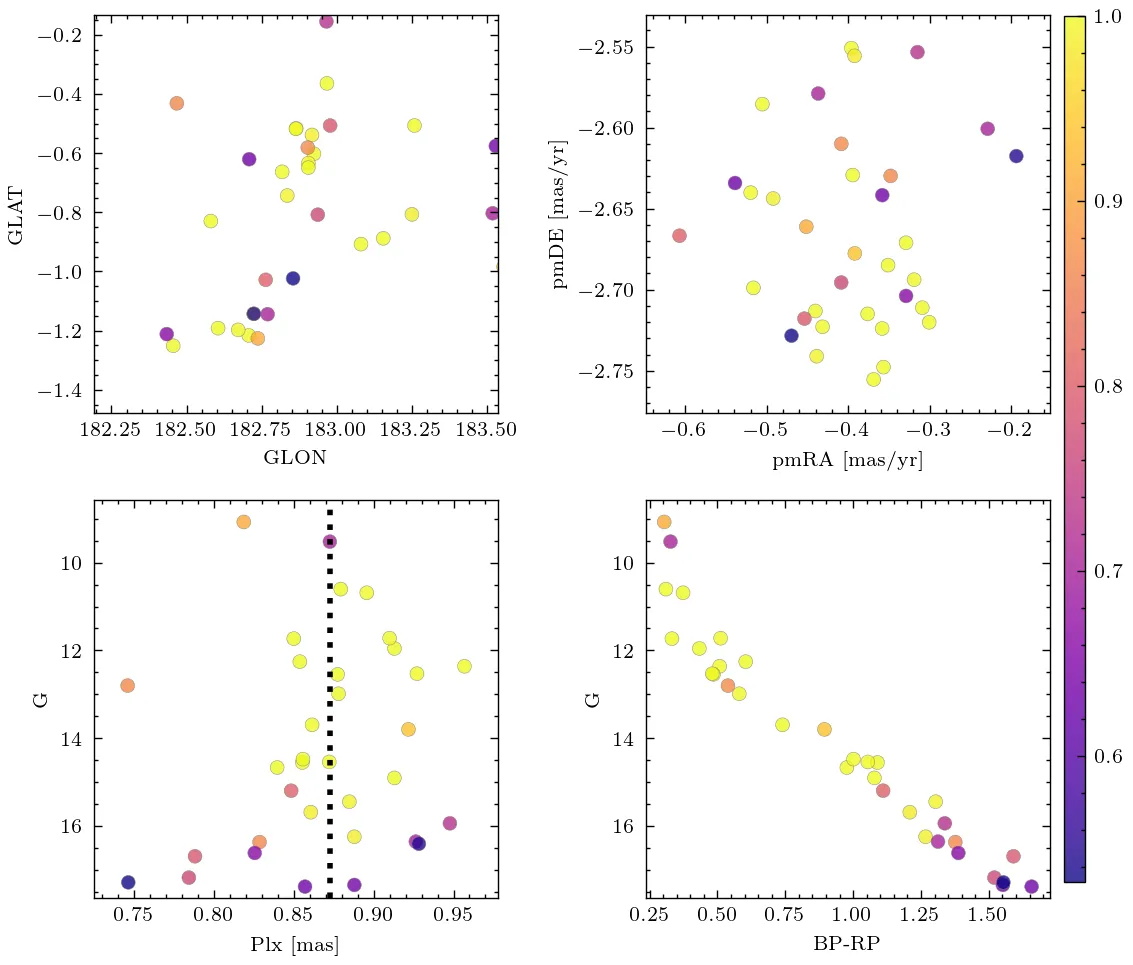 −0.2
−0.4
−0.6
−0.8
−1.0
−1.2
−1.4
GLAT
182.25 182.50 182.75 183.00 183.25 183.50
GLON
−2.55
−2.60
−2.65
−2.70
−2.75
pmDE [mas/yr]
−0.6 −0.5 −0.4 −0.3 −0.2
pmRA [mas/yr]
10
12
14
16
G
0.75 0.80 0.85 0.90 0.95
Plx [mas]
10
12
14
16
G
0.25 0.50 0.75 1.00 1.25 1.50
BP-RP
1.0
0.9
0.8
0.7
0.6